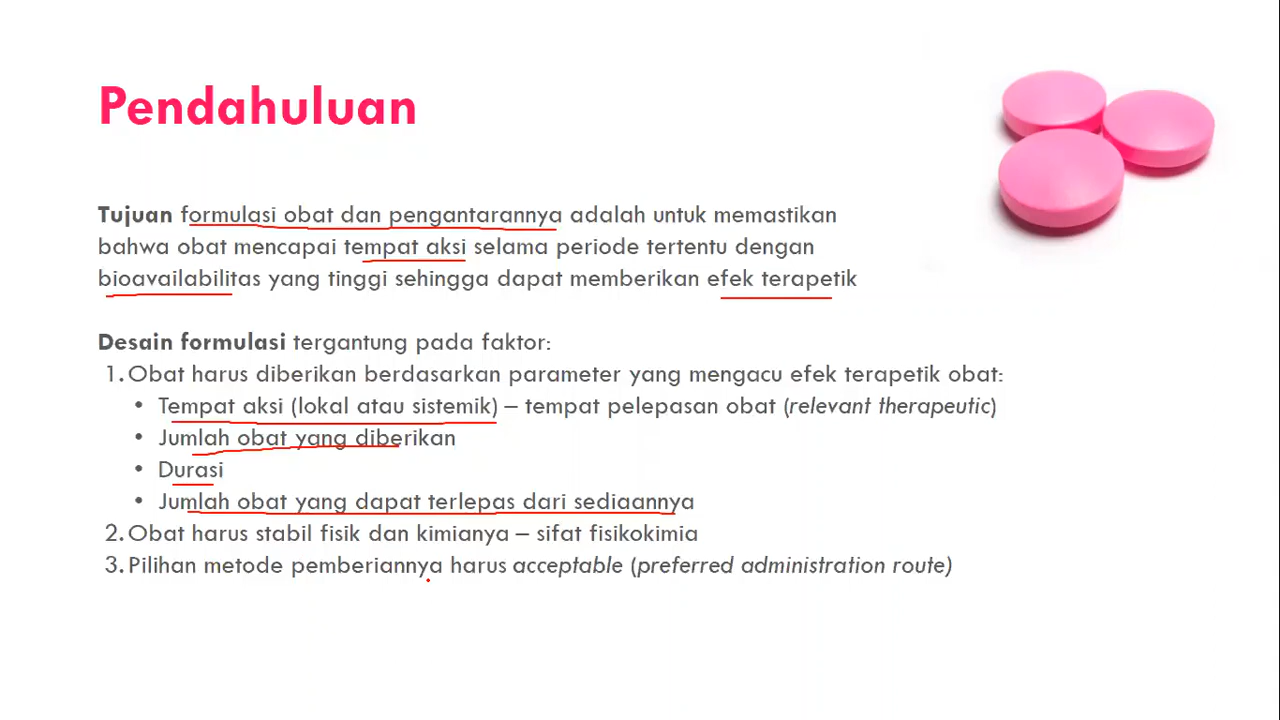 Pendahuluan
Tujuan formulasi obat dan pengantarannya adalah untuk memastikan
bahwa obat mencapai tempat aksi selama periode tertentu dengan
bioavailabilitas yang tinggi sehingga dapat memberikan efek terapetik
Desain formulasi tergantung pada faktor:
1. Obat harus diberikan berdasarkan parameter yang mengacu efek terapetik obat:
• Tempat aksi (lokal atau sistemik) – tempat pelepasan obat (relevant therapeutic)
• Jumlah obat yang diberikan
• Durasi
• Jumlah obat yang dapat terlepas dari sediaannya
2. Obat harus stabil fisik dan kimianya – sifat fisikokimia
3. Pilihan metode pemberiannya harus acceptable (preferred administration route)